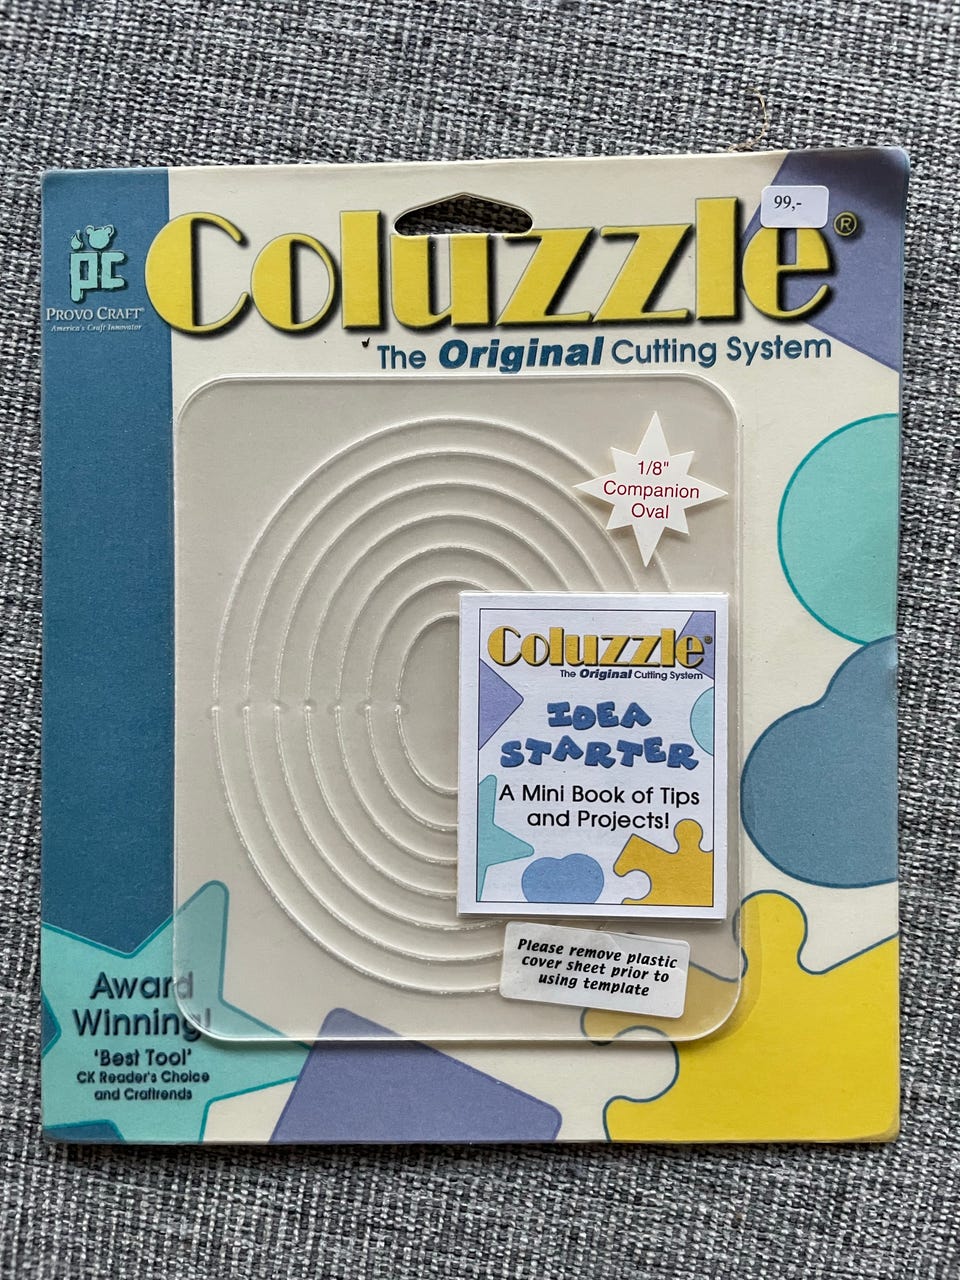 99,-
Coluzzle®
pc
PROVO CRAFT®
America's Craft Innovator
The Original Cutting System
1/8"
Companion
Oval
Coluzzle®
The Original Cutting System
IDEA
STARTER
A Mini Book of Tips
and Projects!
Please remove plastic
cover sheet prior to
using template
Award
Winning!
'Best Tool'
CK Reader's Choice
and Craftrends